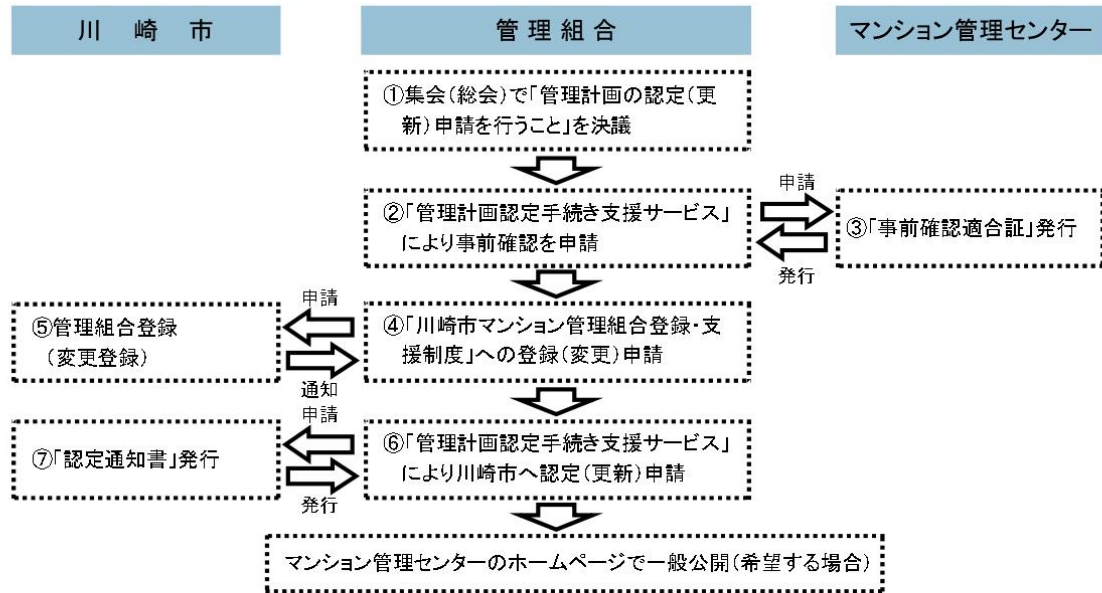 川崎市
管理組合
マンション管理センター
①集会(総会)で「管理計画の認定(更
新)申請を行うこと」を決議
②「管理計画認定手続き支援サービス」
により事前確認を申請
申請
③「事前確認適合証」発行
発行
④「川崎市マンション管理組合登録・支
援制度」への登録(変更)申請
申請
⑤管理組合登録
(変更登録)
通知
⑥「管理計画認定手続き支援サービス」
により川崎市へ認定(更新)申請
申請
⑦「認定通知書」発行
発行
マンション管理センターのホームページで一般公開(希望する場合)